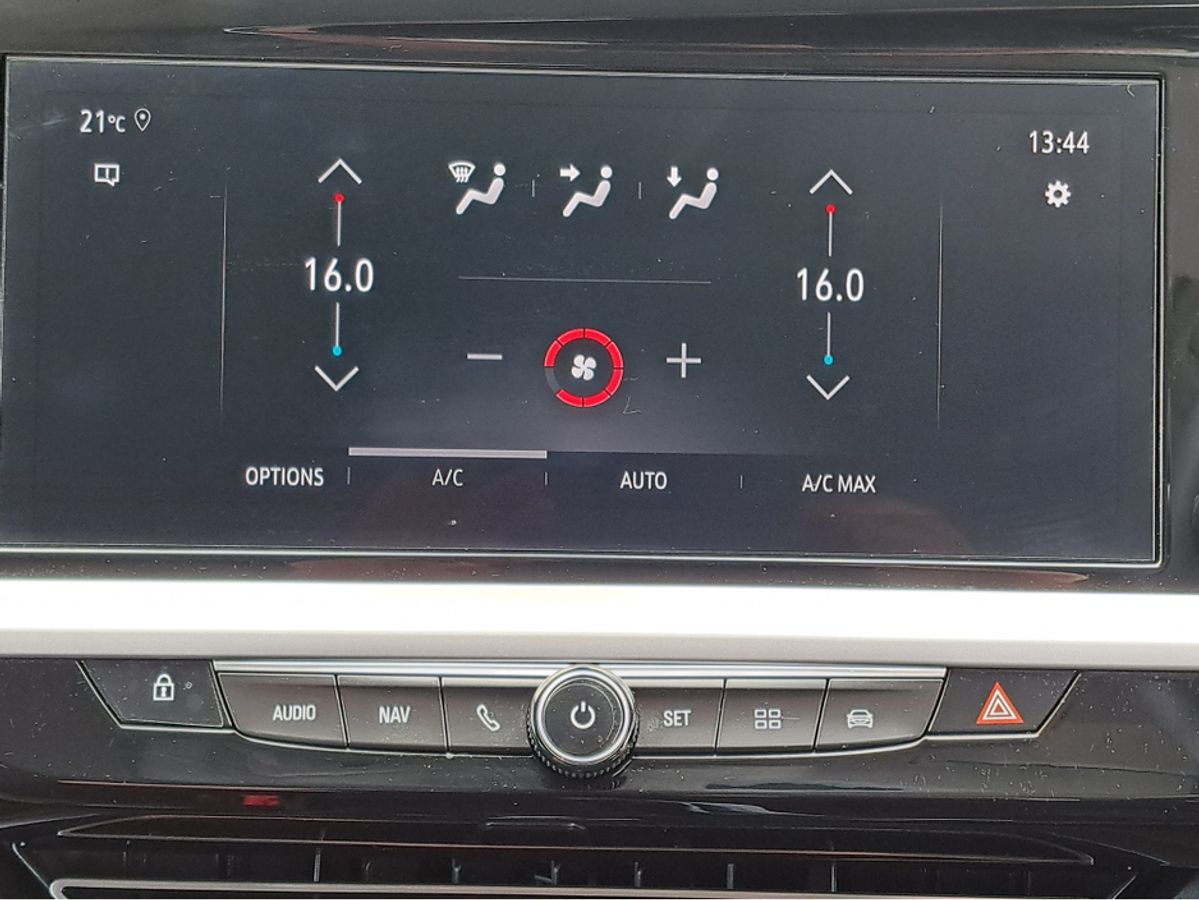 21°C
13:44
16.0
16.0
OPTIONS A/C AUTO A/C MAX
AUDIO NAV SET